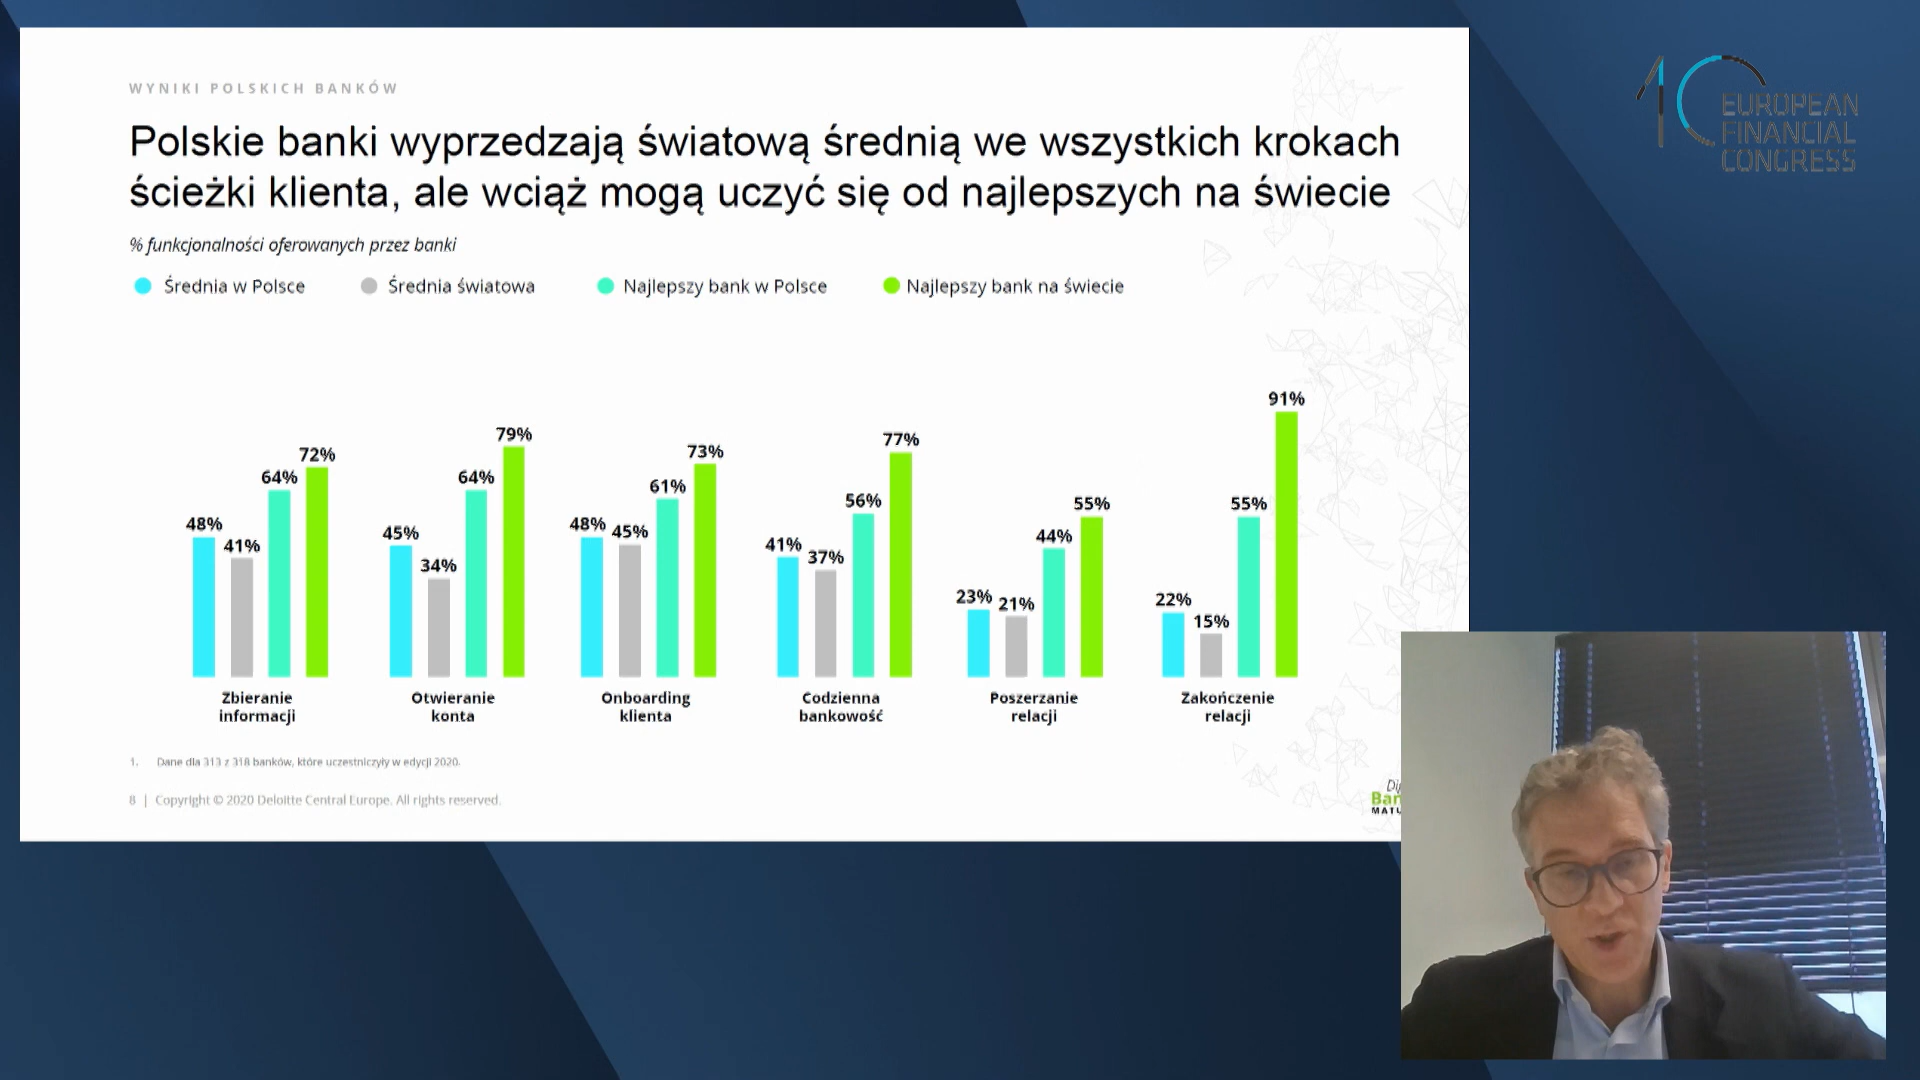 WYNIKI POLSKICH BANKÓW
Polskie banki wyprzedzają światową średnią we wszystkich krokach
ścieżki klienta, ale wciąż mogą uczyć się od najlepszych na świecie
% funkcjonalności oferowanych przez banki
Średnia w Polsce Średnia światowa Najlepszy bank w Polsce Najlepszy bank na świecie
48% 41% 64% 72%
45% 34% 64% 79%
48% 45% 61% 73%
41% 37% 56% 77%
23% 21% 44% 55%
22% 15% 55% 91%
Zbieranie
informacji
Otwieranie
konta
Onboarding
klienta
Codzienna
bankowość
Poszerzanie
relacji
Zakończenie
relacji
1. Dane dla 313 z 318 banków, które uczestniczyły w edycji 2020.
8 | Copyright © 2020 Deloitte Central Europe. All rights reserved.
10 EUROPEAN
FINANCIAL
CONGRESS